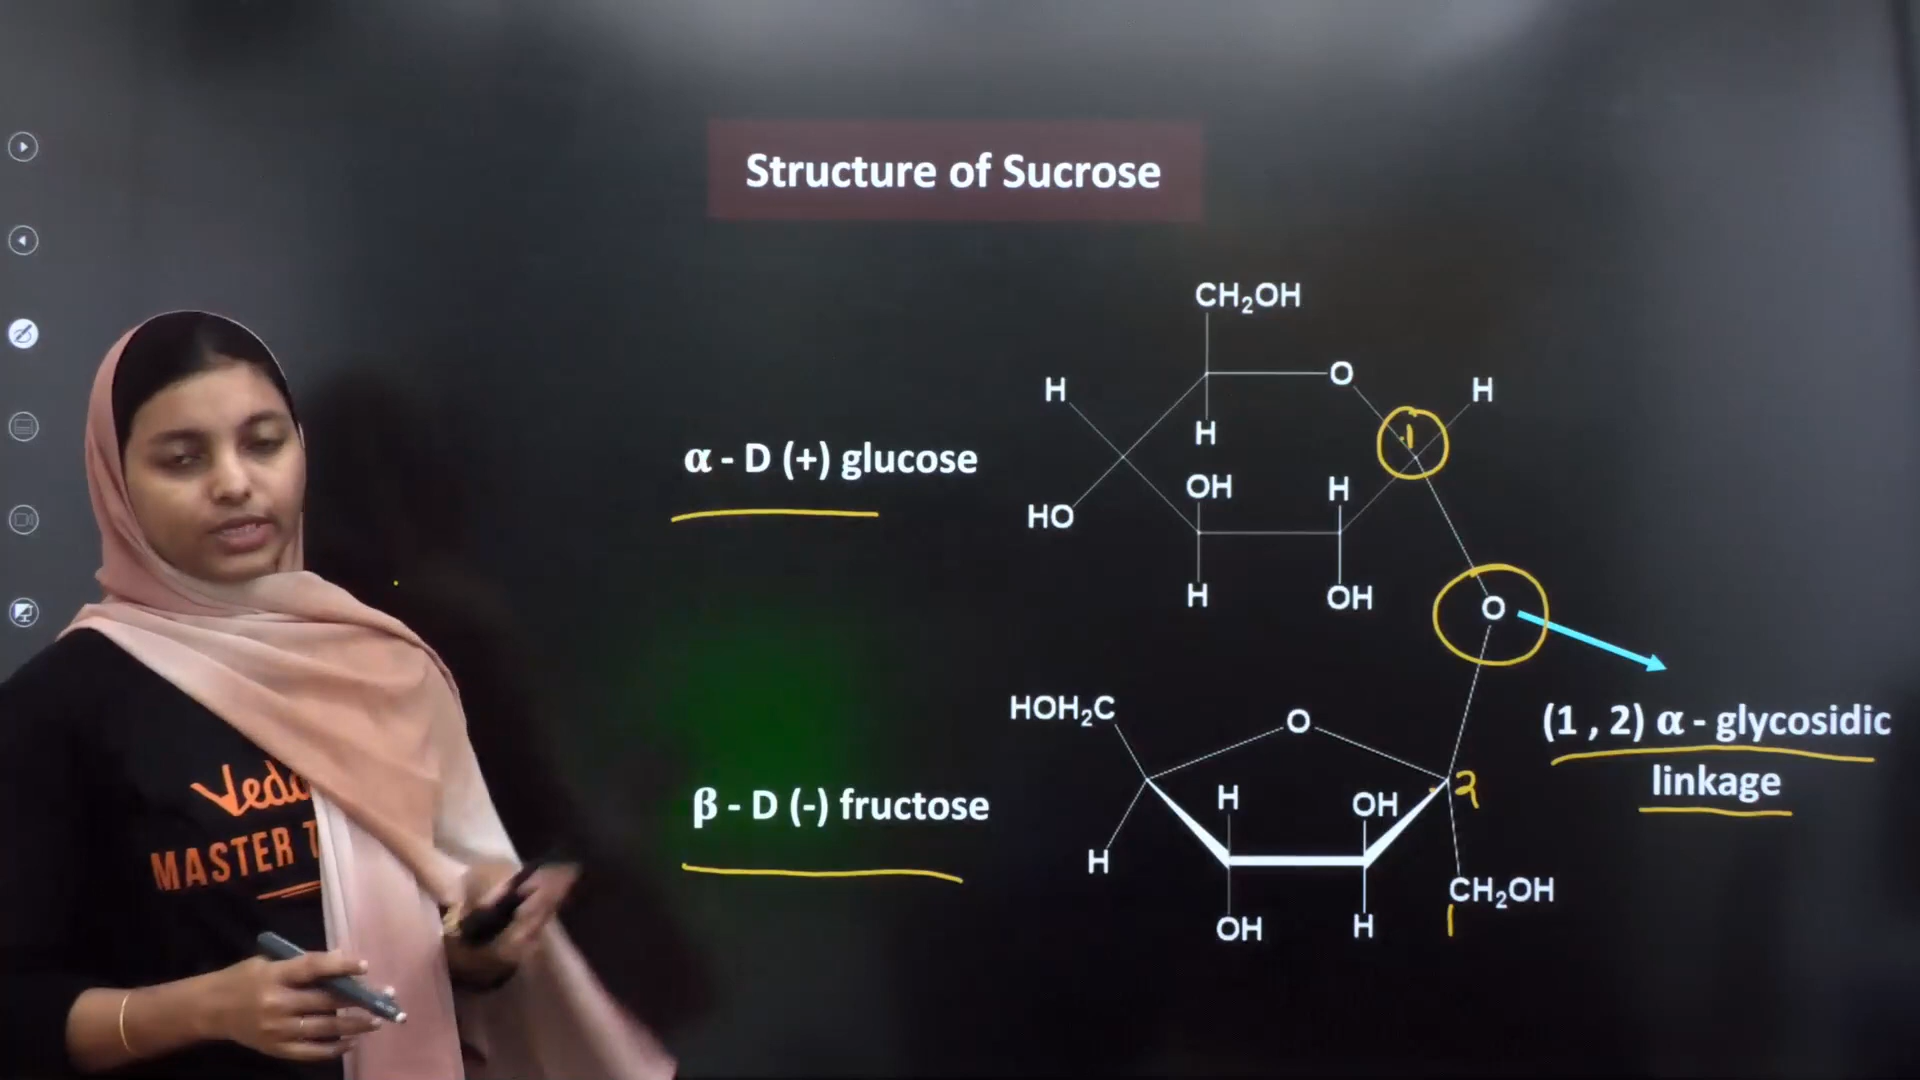 Structure of Sucrose
CH₂OH
O
H
H
1
H
α - D (+) glucose
OH
H
HO
H
OH
O
HOH₂C
O
(1 , 2) α - glycosidic
linkage
2
β - D (-) fructose
H
OH
H
CH₂OH
1
OH
H
MASTER T